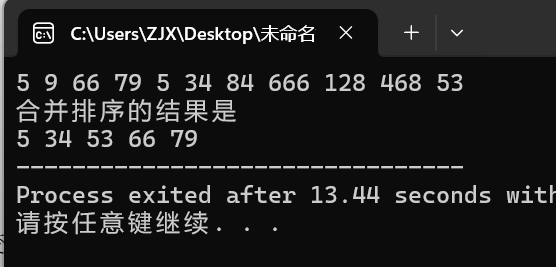 C:\Users\ZJX\Desktop\未命名
5 9 66 79 5 34 84 666 128 468 53
合并排序的结果是
5 34 53 66 79
--------------------------------
Process exited after 13.44 seconds with
请按任意键继续. . .